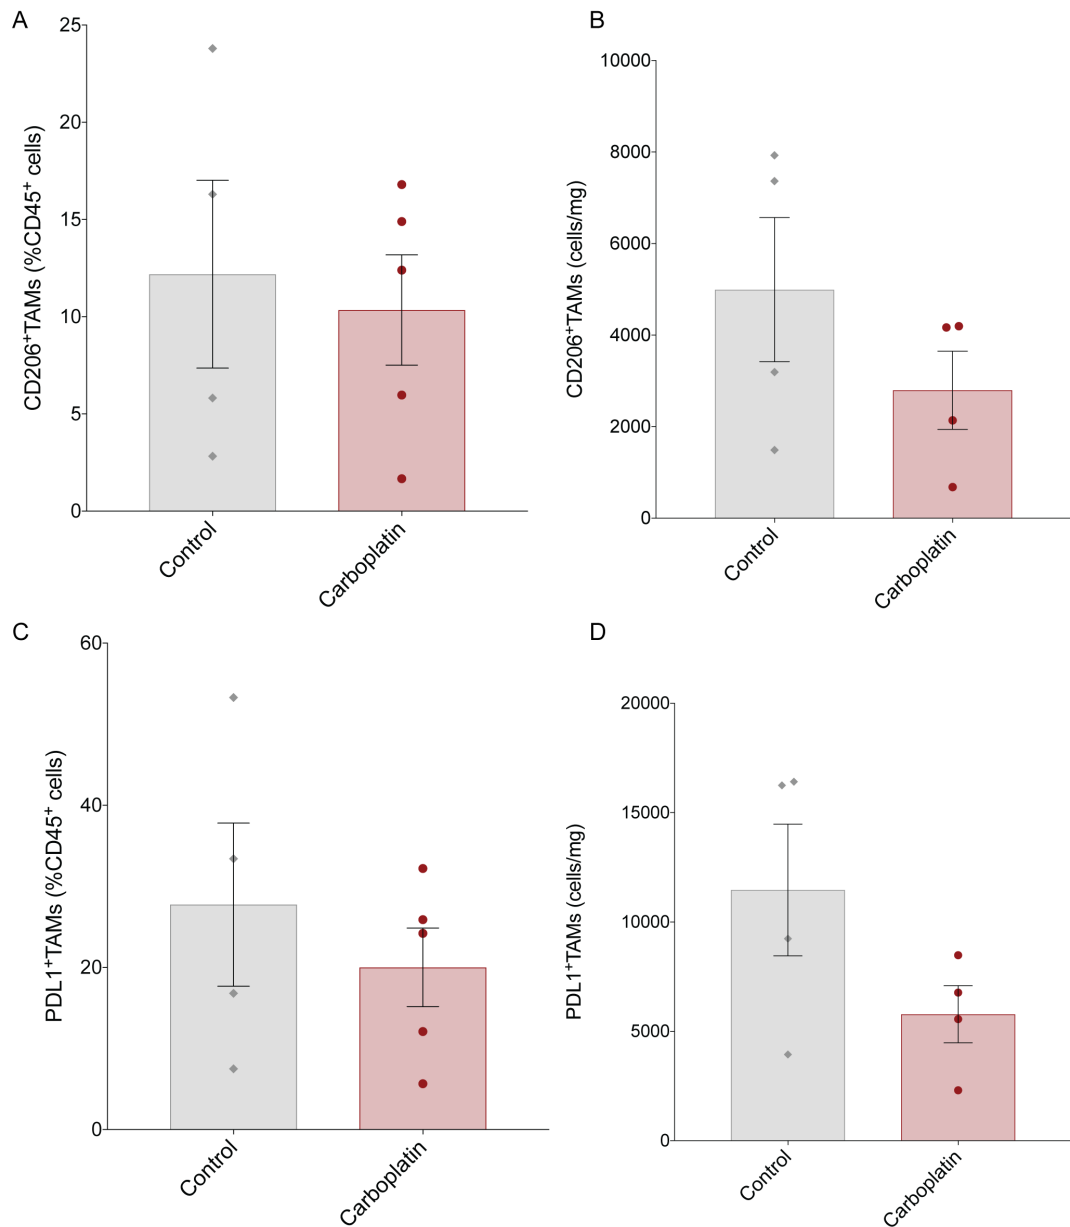 A
CD206⁺TAMs (%CD45⁺ cells)
25
20
15
10
5
0
Control
Carboplatin
B
CD206⁺TAMs (cells/mg)
10000
8000
6000
4000
2000
0
Control
Carboplatin
C
PDL1⁺TAMs (%CD45⁺ cells)
60
40
20
0
Control
Carboplatin
D
PDL1⁺TAMs (cells/mg)
20000
15000
10000
5000
0
Control
Carboplatin